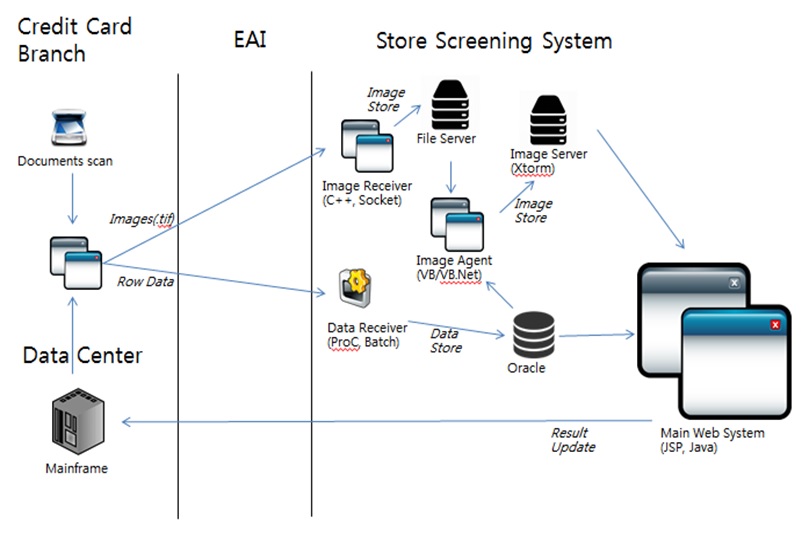 Credit Card
Branch
EAI
Store Screening System
Documents scan
Image
Store
File Server
Image Server
(Xtorm)
Image Receiver
(C++, Socket)
Images(.tif)
Image
Store
Image Agent
(VB/VB.Net)
Row Data
Data Receiver
(ProC, Batch)
Data
Store
Oracle
Data Center
Mainframe
Result
Update
Main Web System
(JSP, Java)